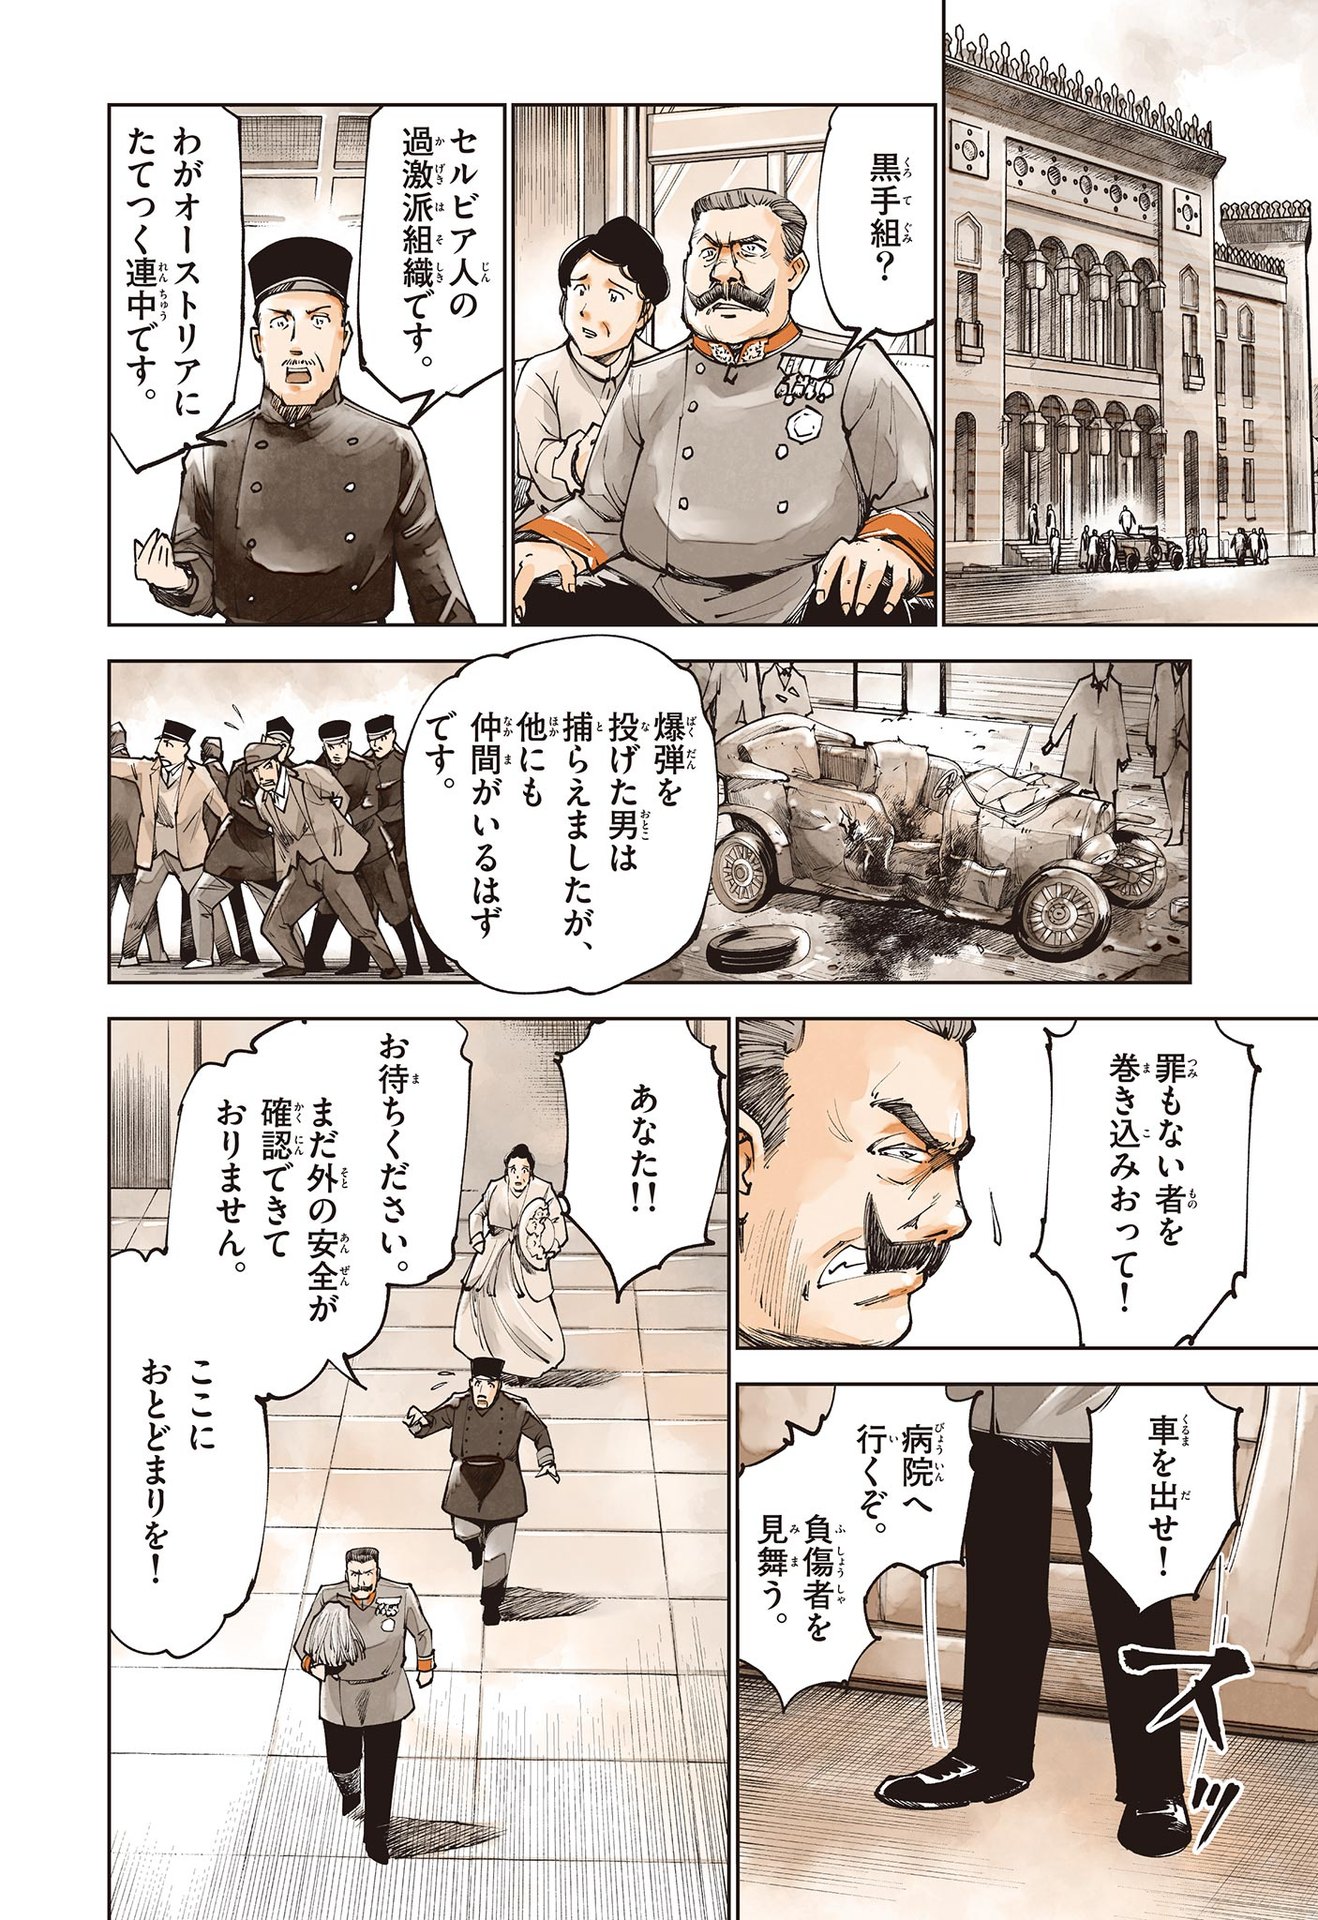 黒手組?
セルビア人の
過激派組織です。
わがオーストリアに
たてつく連中です。
爆弾を
投げた男は
捕らえましたが、
他にも
仲間がいるはず
です。
罪もない者を
巻き込みおって!
車を出せ!
病院へ
行くぞ。
負傷者を
見舞う。
スッ
あなた!!
お待ちください。
まだ外の安全が
確認できて
おりません。
ここに
おとどまりを!